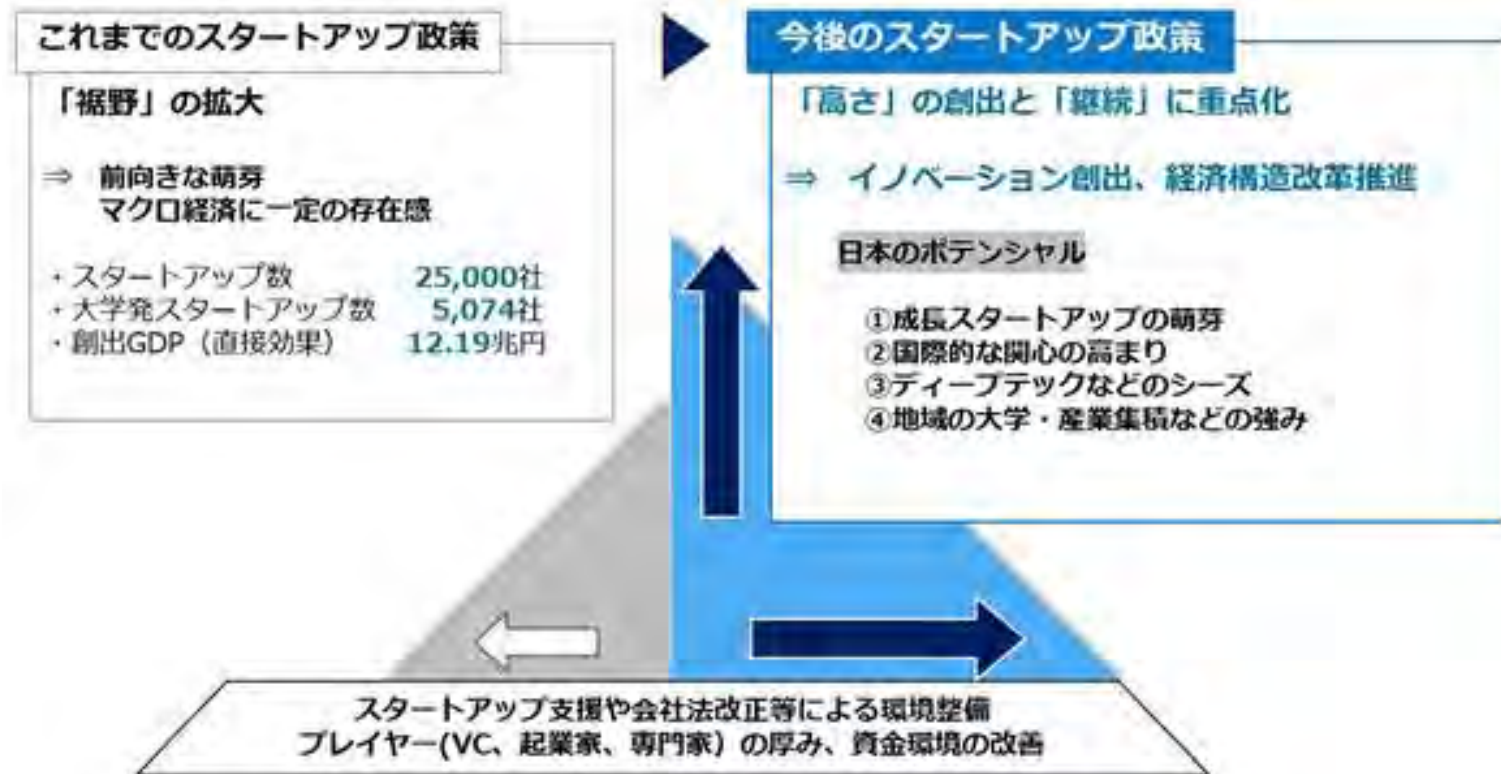 これまでのスタートアップ政策
「裾野」の拡大
⇒ 前向きな萌芽
マクロ経済に一定の存在感
・スタートアップ数 25,000社
・大学発スタートアップ数 5,074社
・創出GDP（直接効果） 12.19兆円
今後のスタートアップ政策
「高さ」の創出と「継続」に重点化
⇒ イノベーション創出、経済構造改革推進
日本のポテンシャル
①成長スタートアップの萌芽
②国際的な関心の高まり
③ディープテックなどのシーズ
④地域の大学・産業集積などの強み
スタートアップ支援や会社法改正等による環境整備
プレイヤー(VC、起業家、専門家）の厚み、資金環境の改善